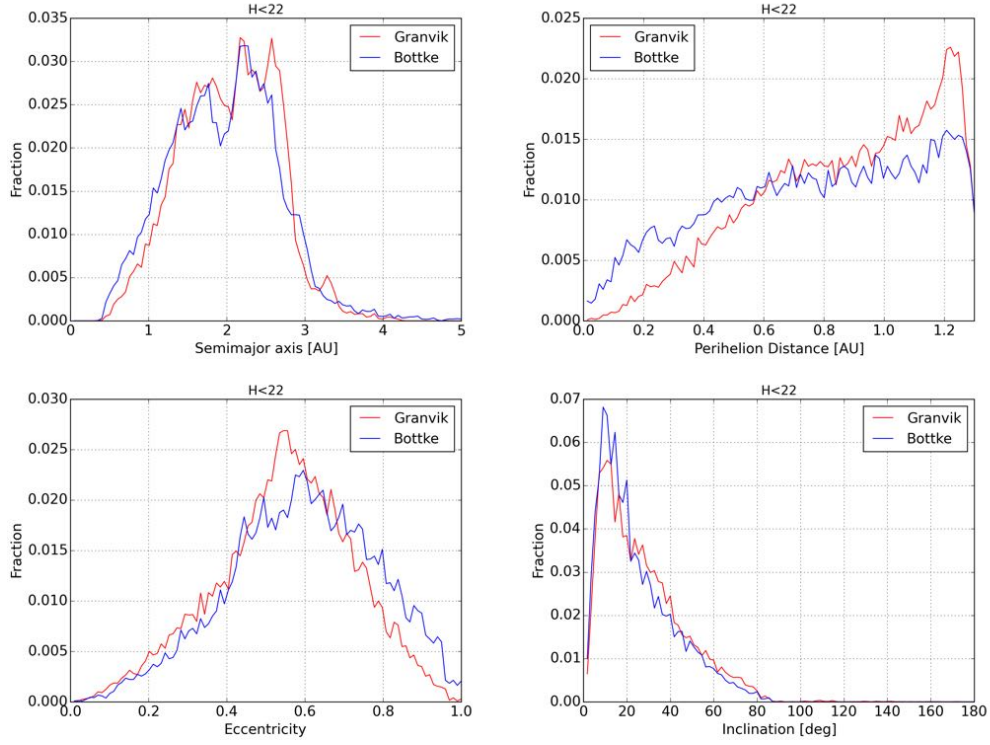 H<22
0.035
0.030
0.025
0.020
0.015
0.010
0.005
0.000
Fraction
Granvik
Bottke
0 1 2 3 4 5
Semimajor axis [AU]
H<22
0.025
0.020
0.015
0.010
0.005
0.000
Fraction
Granvik
Bottke
0.0 0.2 0.4 0.6 0.8 1.0 1.2
Perihelion Distance [AU]
H<22
0.030
0.025
0.020
0.015
0.010
0.005
0.000
Fraction
Granvik
Bottke
0.0 0.2 0.4 0.6 0.8 1.0
Eccentricity
H<22
0.07
0.06
0.05
0.04
0.03
0.02
0.01
0.00
Fraction
Granvik
Bottke
0 20 40 60 80 100 120 140 160 180
Inclination [deg]